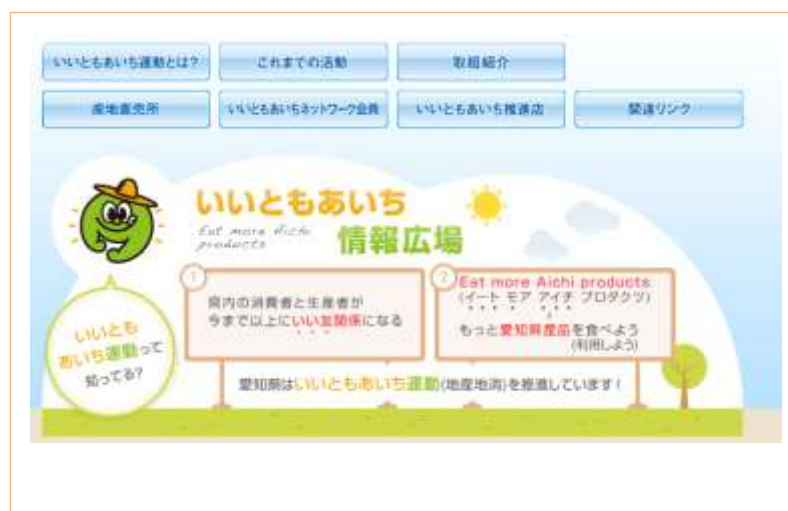 いいともあいち運動とは?
これまでの活動
取組紹介
産地直売所
いいともあいちネットワーク会員
いいともあいち推進店
関連リンク
いいともあいち
Eat more Aichi
products
情報広場
いいとも
あいち運動って
知ってる?
1
県内の消費者と生産者が
今まで以上にいい友関係になる
2
Eat more Aichi products
(イート モア アイチ プロダクツ)
もっと愛知県産品を食べよう
(利用しよう)
愛知県はいいともあいち運動(地産地消)を推進しています!